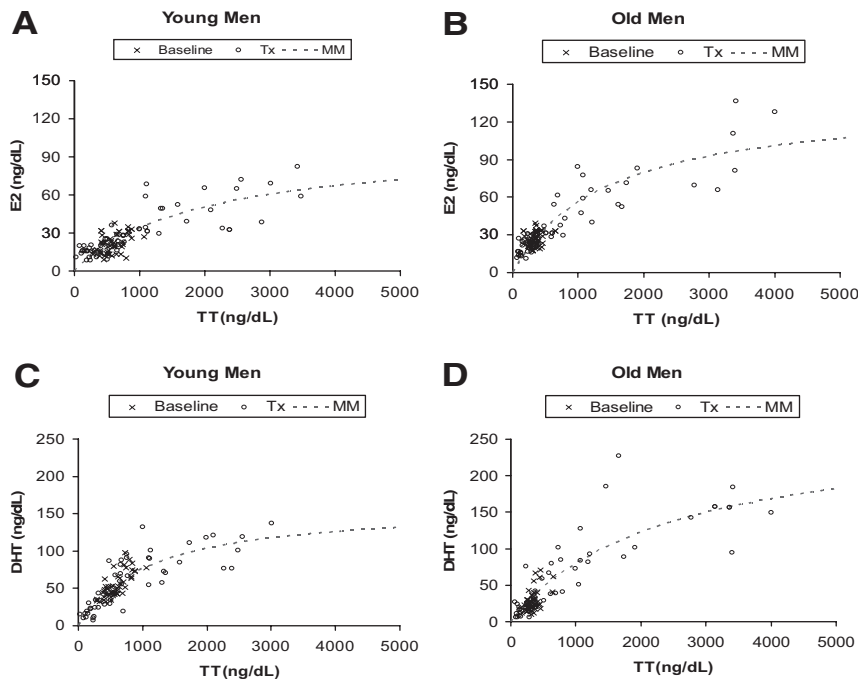 A
Young Men
Baseline Tx MM
150
120
90
60
30
0
E2 (ng/dL)
0 1000 2000 3000 4000 5000
TT(ng/dL)
B
Old Men
Baseline Tx MM
150
120
90
60
30
0
E2 (ng/dL)
0 1000 2000 3000 4000 5000
TT (ng/dL)
C
Young Men
Baseline Tx MM
250
200
150
100
50
0
DHT (ng/dL)
0 1000 2000 3000 4000 5000
TT(ng/dL)
D
Old Men
Baseline Tx MM
250
200
150
100
50
0
DHT (ng/dL)
0 1000 2000 3000 4000 5000
TT(ng/dL)